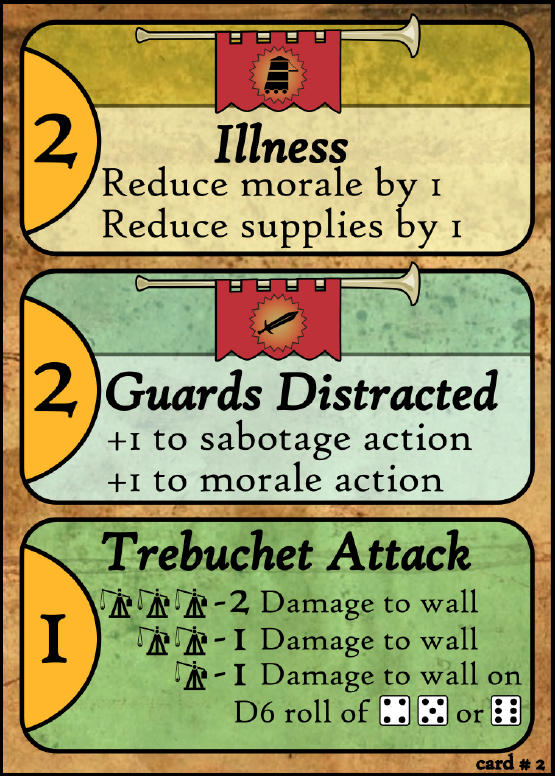 2
Illness
Reduce morale by 1
Reduce supplies by 1
2
Guards Distracted
+1 to sabotage action
+1 to morale action
1
Trebuchet Attack
-2 Damage to wall
-1 Damage to wall
-1 Damage to wall on
D6 roll of or
card # 2